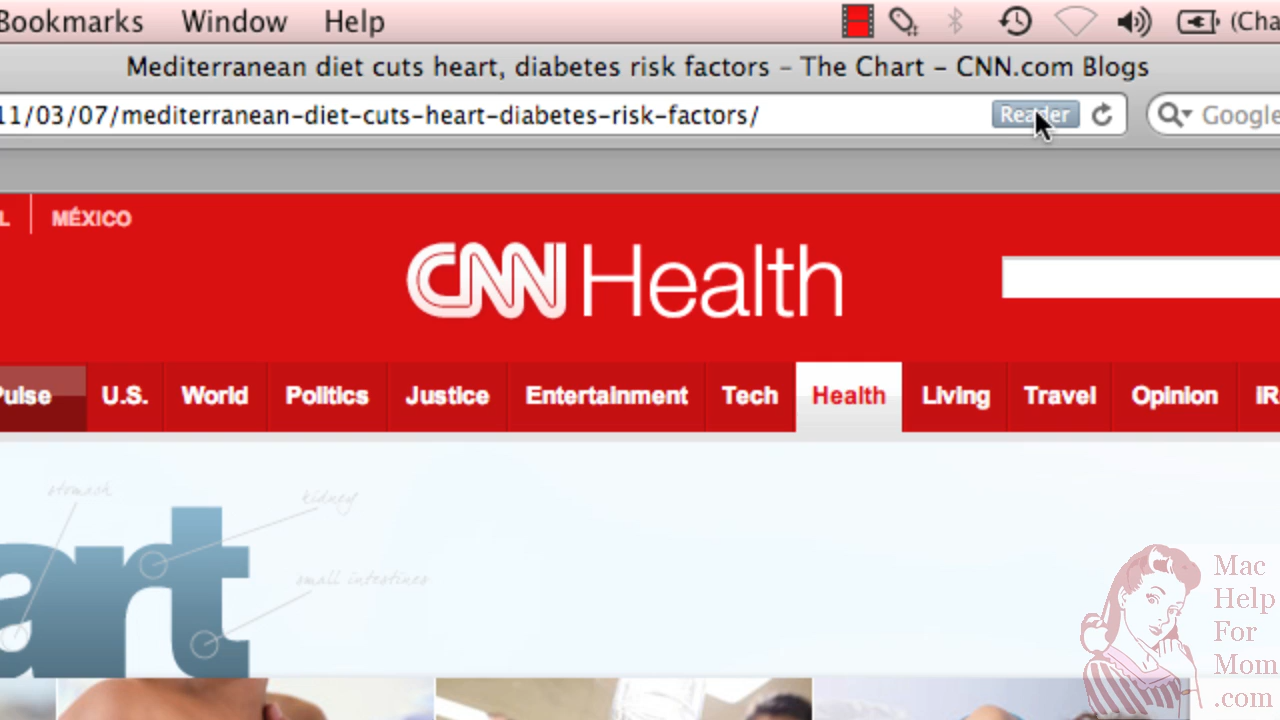 Bookmarks Window Help (Cha
Mediterranean diet cuts heart, diabetes risk factors – The Chart – CNN.com Blogs
11/03/07/mediterranean-diet-cuts-heart-diabetes-risk-factors/ Reader Google
L MÉXICO
CNN Health
Pulse U.S. World Politics Justice Entertainment Tech Health Living Travel Opinion IR
stomach kidney
art
small intestines
Mac
Help
For
Mom
.com